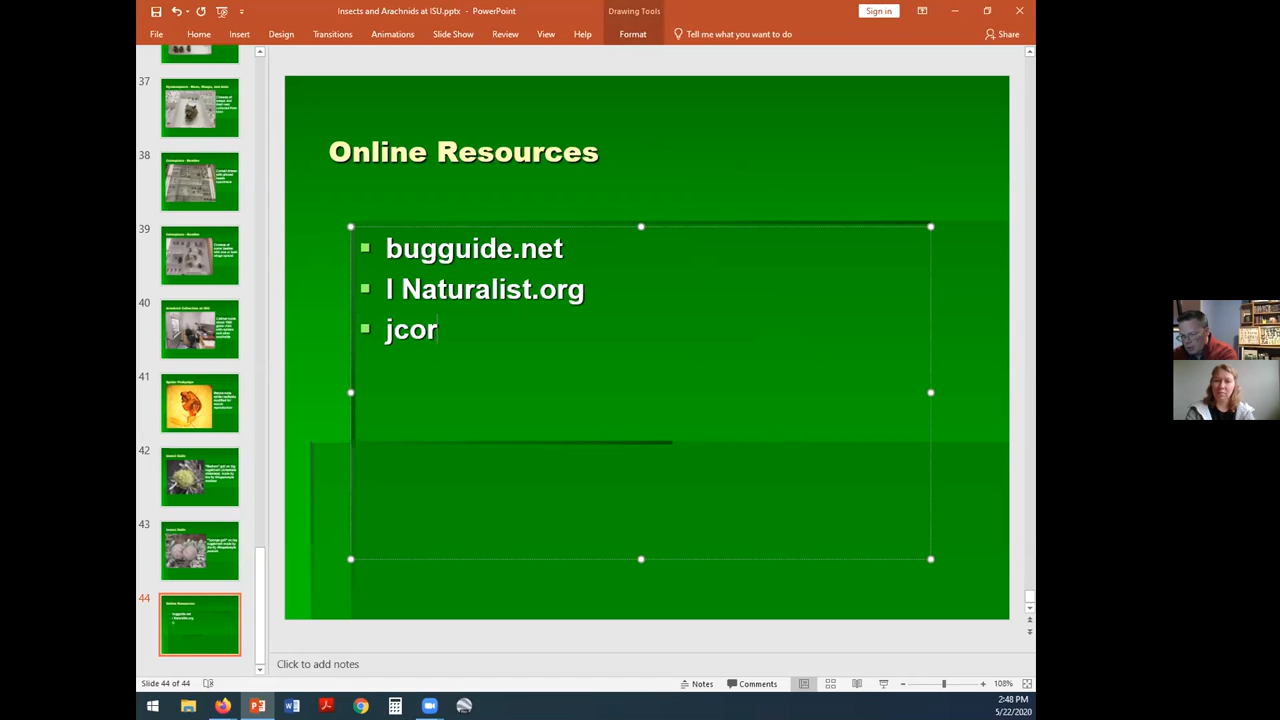 Insects and Arachnids at ISU.pptx - PowerPoint
Drawing Tools
Sign in
File Home Insert Design Transitions Animations Slide Show Review View Help Format Tell me what you want to do Share
37
38
39
40
41
42
43
44
Online Resources
bugguide.net
I Naturalist.org
jcor
Click to add notes
Slide 44 of 44
Notes Comments
108%
2:48 PM
5/22/2020